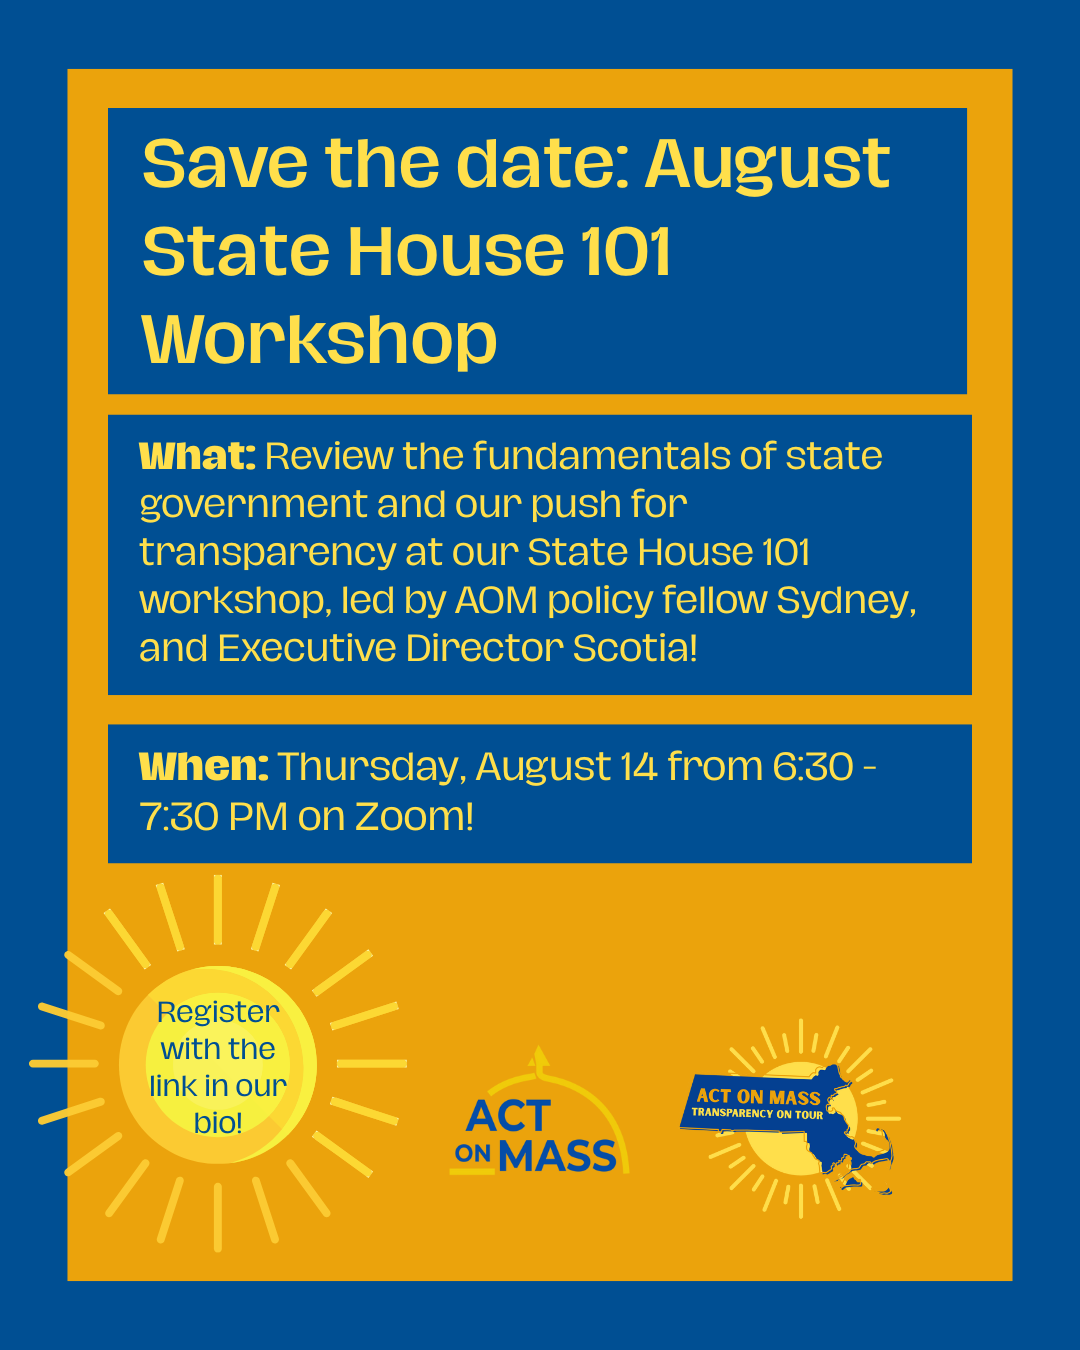 Save the date: August
State House 101
Workshop
What: Review the fundamentals of state
government and our push for
transparency at our State House 101
workshop, led by AOM policy fellow Sydney,
and Executive Director Scotia!
When: Thursday, August 14 from 6:30 -
7:30 PM on Zoom!
Register
with the
link in our
bio!
ACT
ON MASS
ACT ON MASS
TRANSPARENCY ON TOUR